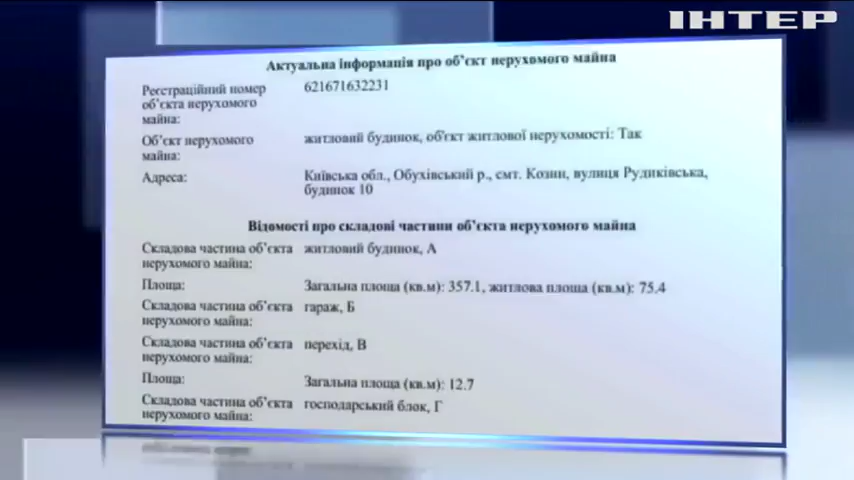 ІНТЕР
Актуальна інформація про об’єкт нерухомого майна
Реєстраційний номер 621671632231
об’єкта нерухомого
майна:
Об’єкт нерухомого житловий будинок, об'єкт житлової нерухомості: Так
майна:
Адреса: Київська обл., Обухівський р., смт. Козин, вулиця Рудиківська,
будинок 10
Відомості про складові частини об’єкта нерухомого майна
Складова частина об’єкта житловий будинок, А
нерухомого майна:
Площа: Загальна площа (кв.м): 357.1, житлова площа (кв.м): 75.4
Складова частина об’єкта гараж, Б
нерухомого майна:
Складова частина об’єкта перехід, В
нерухомого майна:
Площа: Загальна площа (кв.м): 12.7
Складова частина об’єкта господарський блок, Г
нерухомого майна: